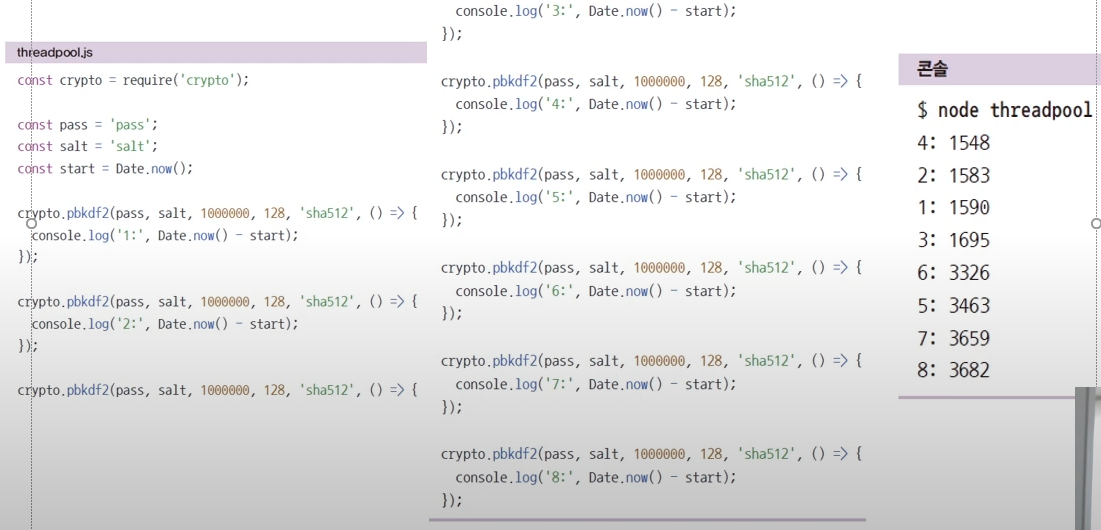 threadpool.js
const crypto = require('crypto');
const pass = 'pass';
const salt = 'salt';
const start = Date.now();
crypto.pbkdf2(pass, salt, 1000000, 128, 'sha512', () => {
console.log('1:', Date.now() - start);
});
crypto.pbkdf2(pass, salt, 1000000, 128, 'sha512', () => {
console.log('2:', Date.now() - start);
});
crypto.pbkdf2(pass, salt, 1000000, 128, 'sha512', () => {
console.log('3:', Date.now() - start);
});
crypto.pbkdf2(pass, salt, 1000000, 128, 'sha512', () => {
console.log('4:', Date.now() - start);
});
crypto.pbkdf2(pass, salt, 1000000, 128, 'sha512', () => {
console.log('5:', Date.now() - start);
});
crypto.pbkdf2(pass, salt, 1000000, 128, 'sha512', () => {
console.log('6:', Date.now() - start);
});
crypto.pbkdf2(pass, salt, 1000000, 128, 'sha512', () => {
console.log('7:', Date.now() - start);
});
crypto.pbkdf2(pass, salt, 1000000, 128, 'sha512', () => {
console.log('8:', Date.now() - start);
});
콘솔
$ node threadpool
4: 1548
2: 1583
1: 1590
3: 1695
6: 3326
5: 3463
7: 3659
8: 3682